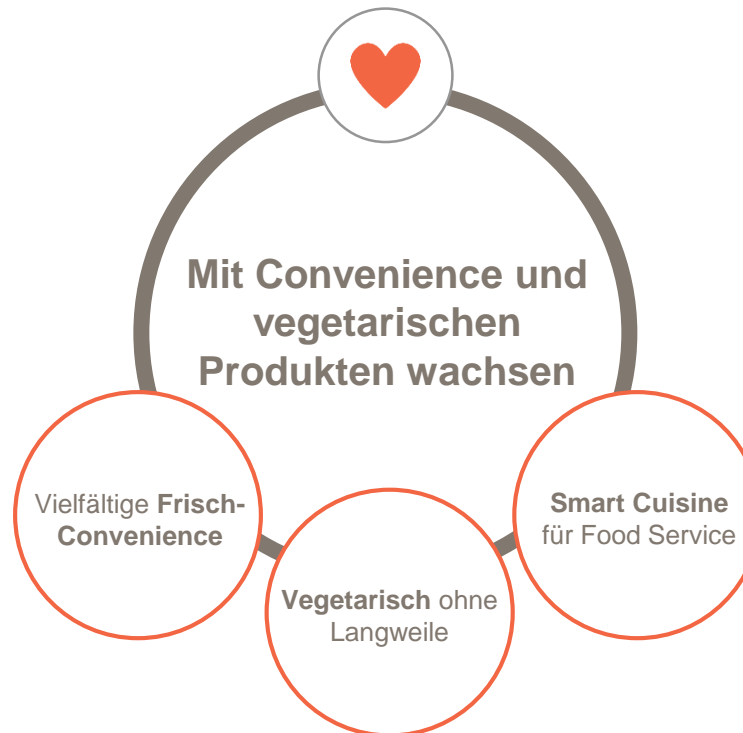 Mit Convenience und
vegetarischen
Produkten wachsen
Vielfältige Frisch-
Convenience
Vegetarisch ohne
Langweile
Smart Cuisine
für Food Service